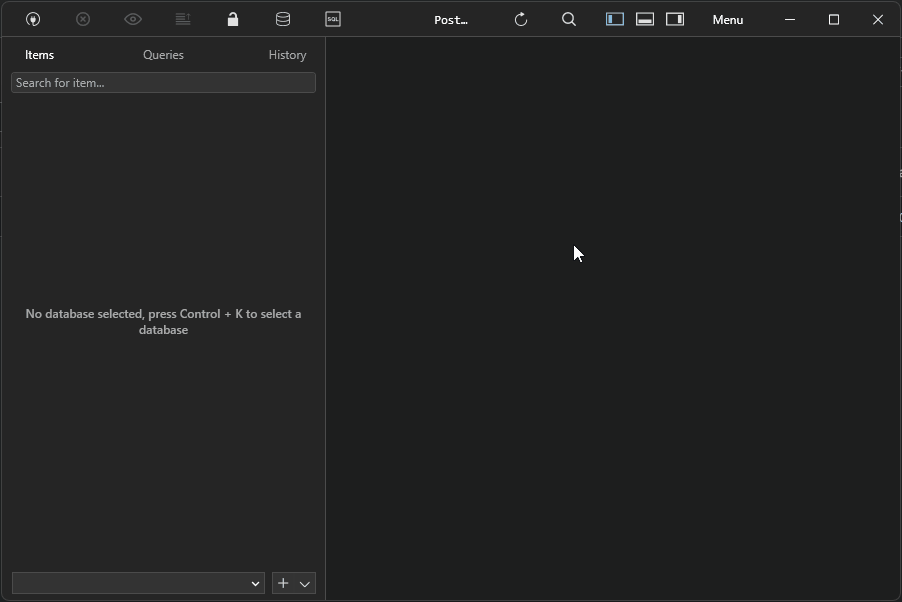 SQL
Post...
Menu
Items
Queries
History
Search for item...
No database selected, press Control + K to select a
database